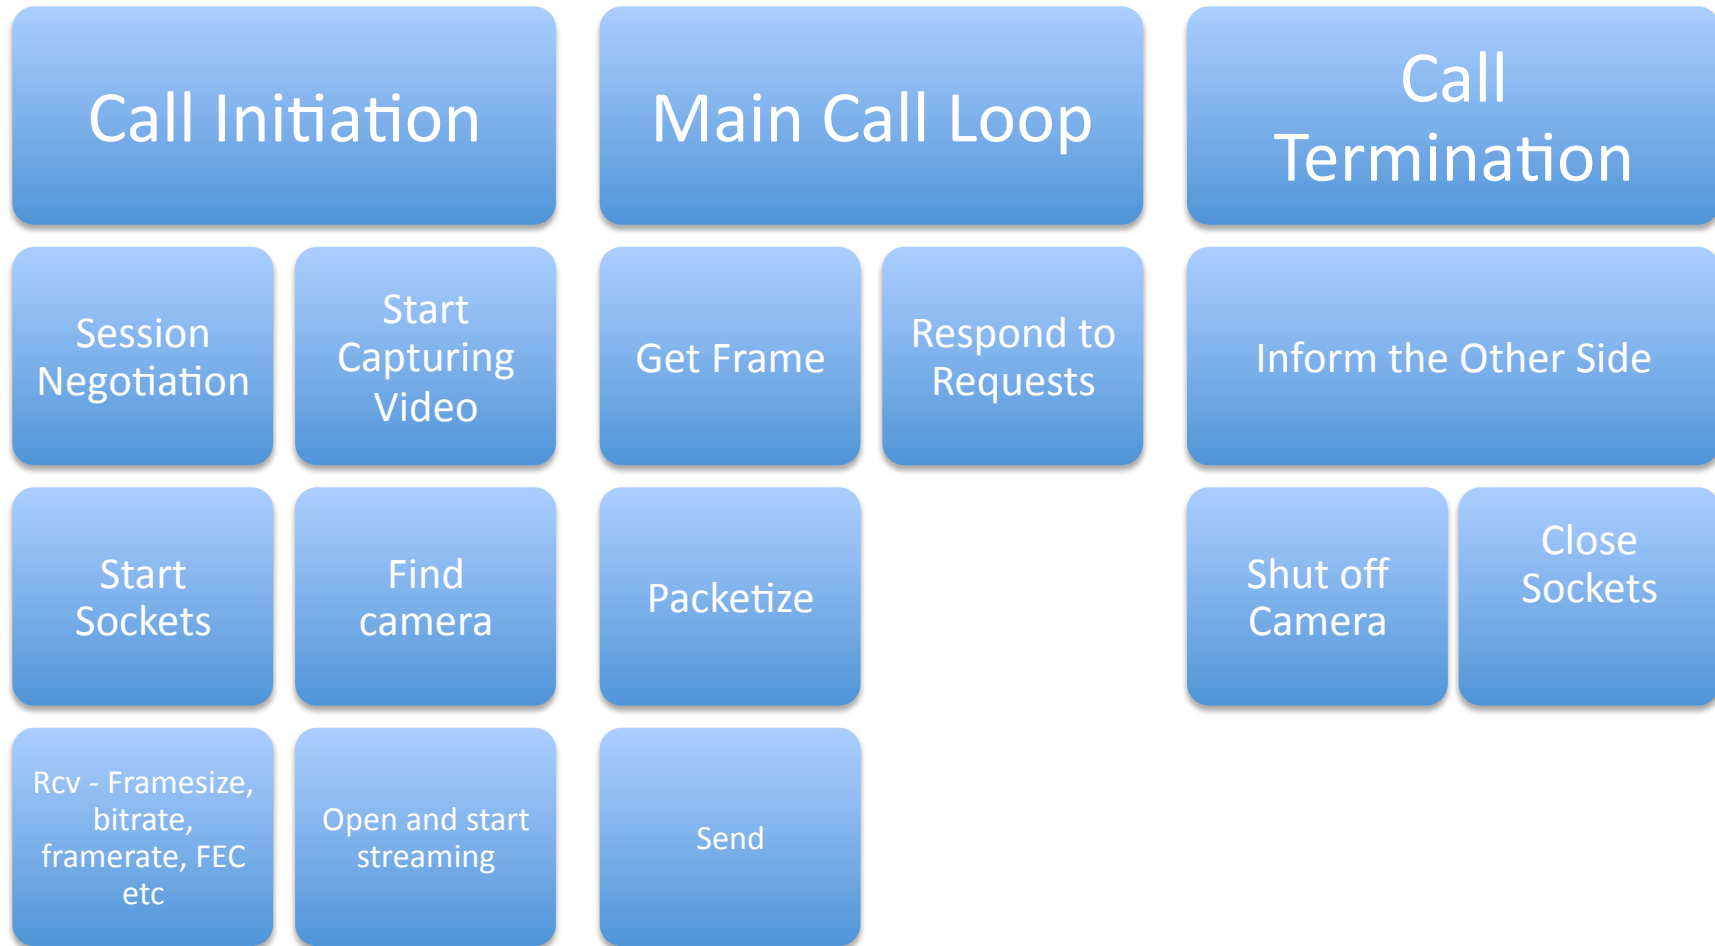 Call Initiation
Main Call Loop
Call
Termination
Session
Negotiation
Start
Capturing
Video
Get Frame
Respond to
Requests
Inform the Other Side
Start
Sockets
Find
camera
Packetize
Shut off
Camera
Close
Sockets
Rcv - Framesize,
bitrate,
framerate, FEC
etc
Open and start
streaming
Send